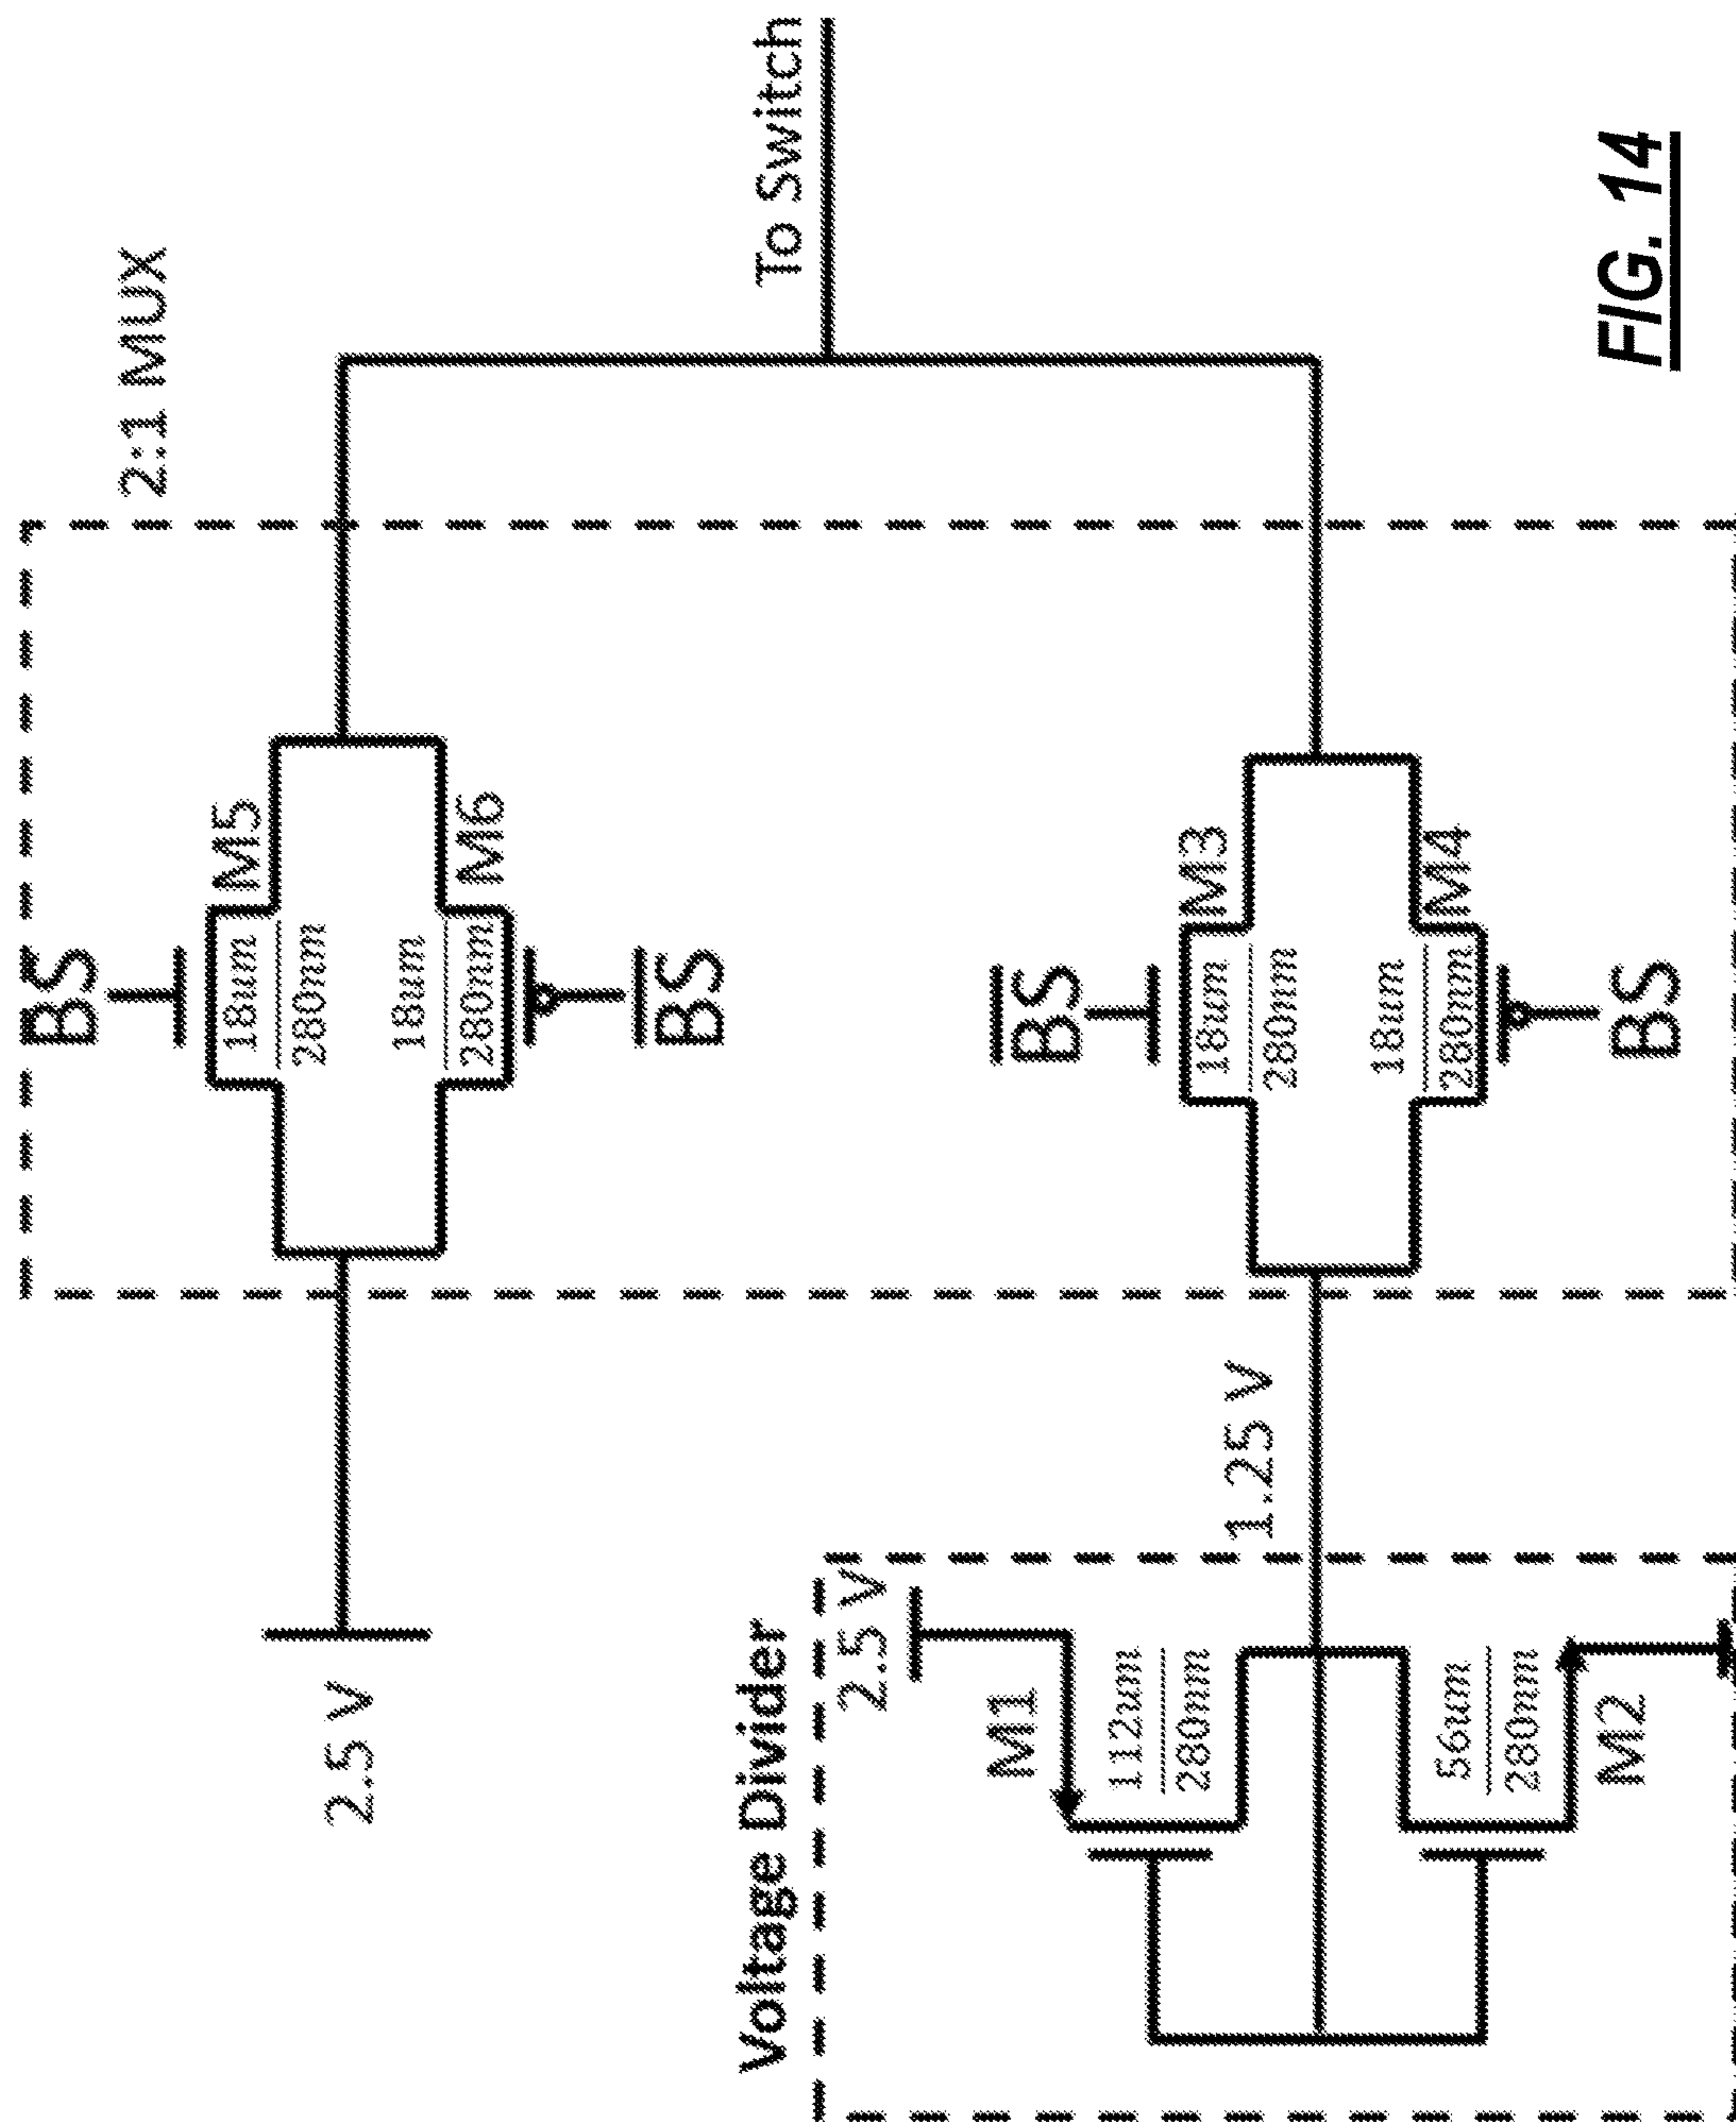 2:1 MUX
BS
M5
18um
280nm
2.5 V
18um
280nm
M6
BS
To Switch
Voltage Divider
2.5 V
M1
112um
280nm
1.25 V
BS
M3
18um
280nm
18um
280nm
M4
BS
56um
280nm
M2
FIG. 14